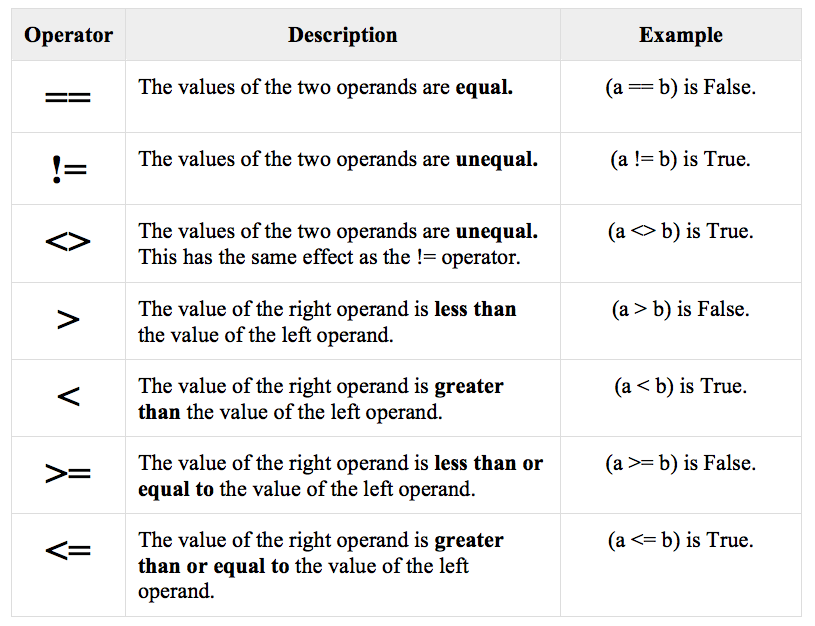 Operator Description Example
== The values of the two operands are equal. (a == b) is False.
!= The values of the two operands are unequal. (a != b) is True.
<> The values of the two operands are unequal. (a <> b) is True.
This has the same effect as the != operator.
> The value of the right operand is less than (a > b) is False.
the value of the left operand.
< The value of the right operand is greater (a < b) is True.
than the value of the left operand.
>= The value of the right operand is less than or (a >= b) is False.
equal to the value of the left operand.
<= The value of the right operand is greater (a <= b) is True.
than or equal to the value of the left
operand.